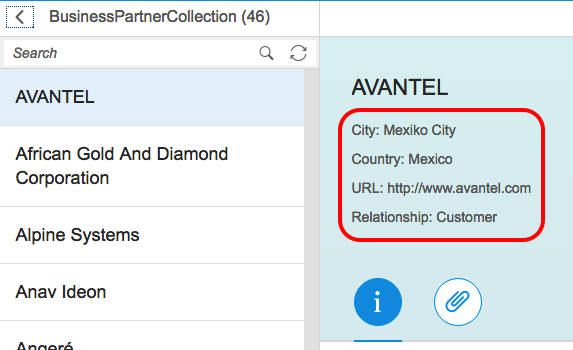 BusinessPartnerCollection (46)
Search
AVANTEL
African Gold And Diamond
Corporation
Alpine Systems
Anav Ideon
Angeré
AVANTEL
City: Mexiko City
Country: Mexico
URL: http://www.avantel.com
Relationship: Customer
i